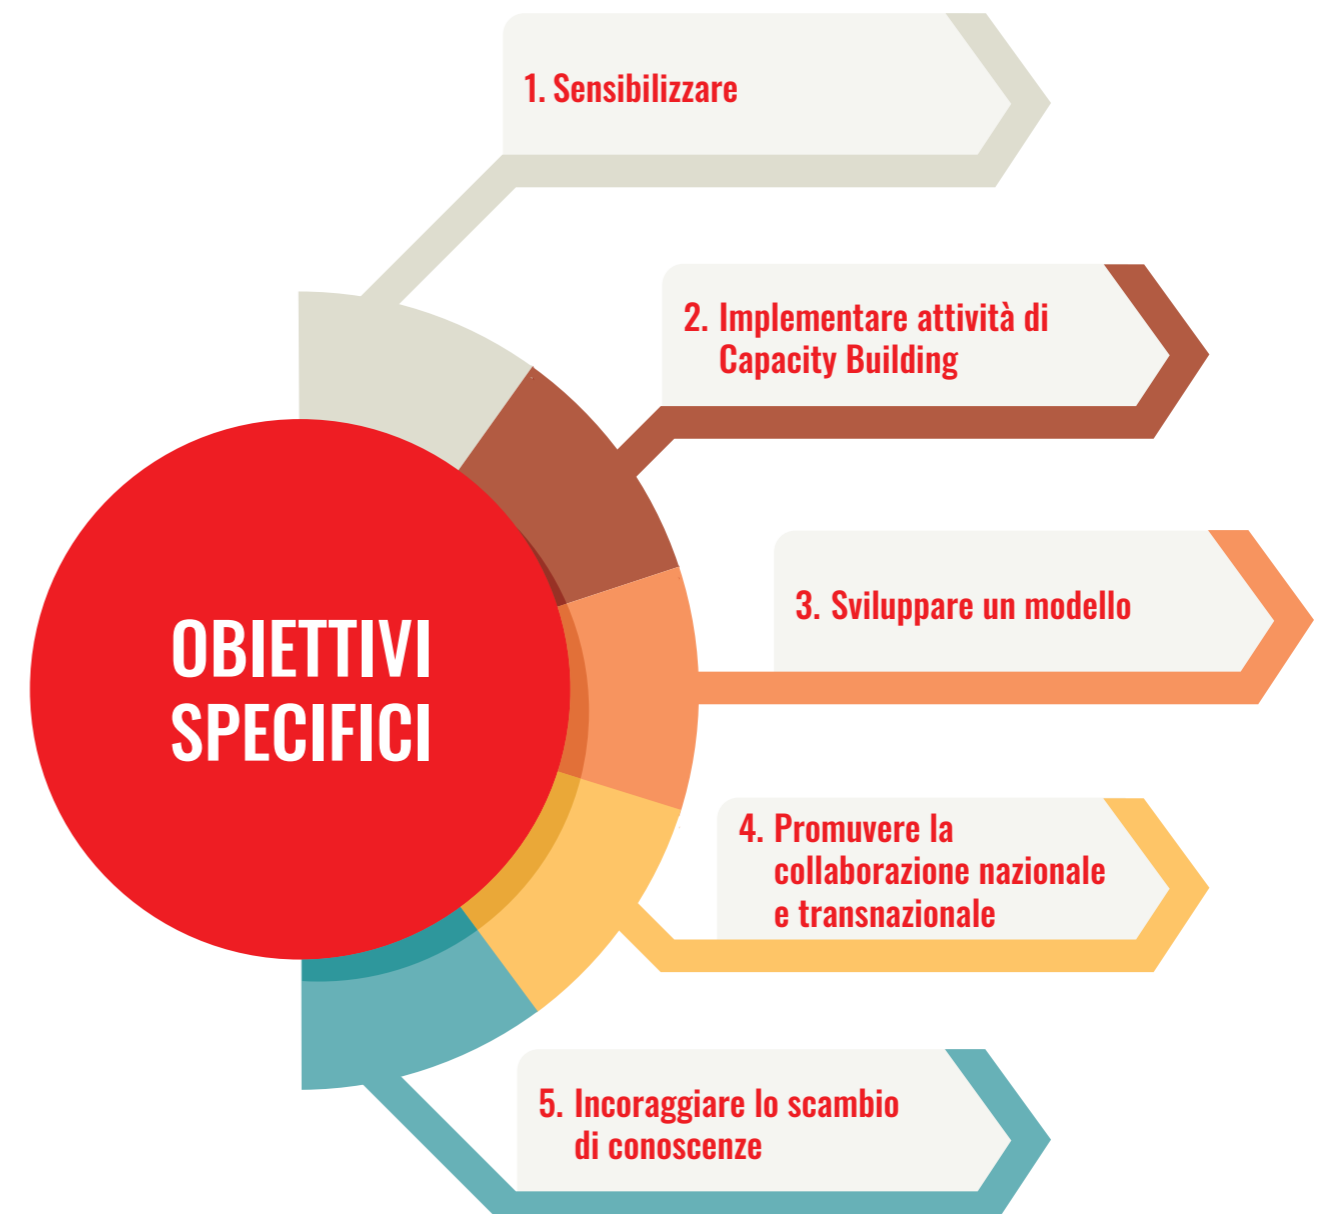 1. Sensibilizzare
2. Implementare attività di
Capacity Building
OBIETTIVI
SPECIFICI
3. Sviluppare un modello
4. Promuvere la
collaborazione nazionale
e transnazionale
5. Incoraggiare lo scambio
di conoscenze